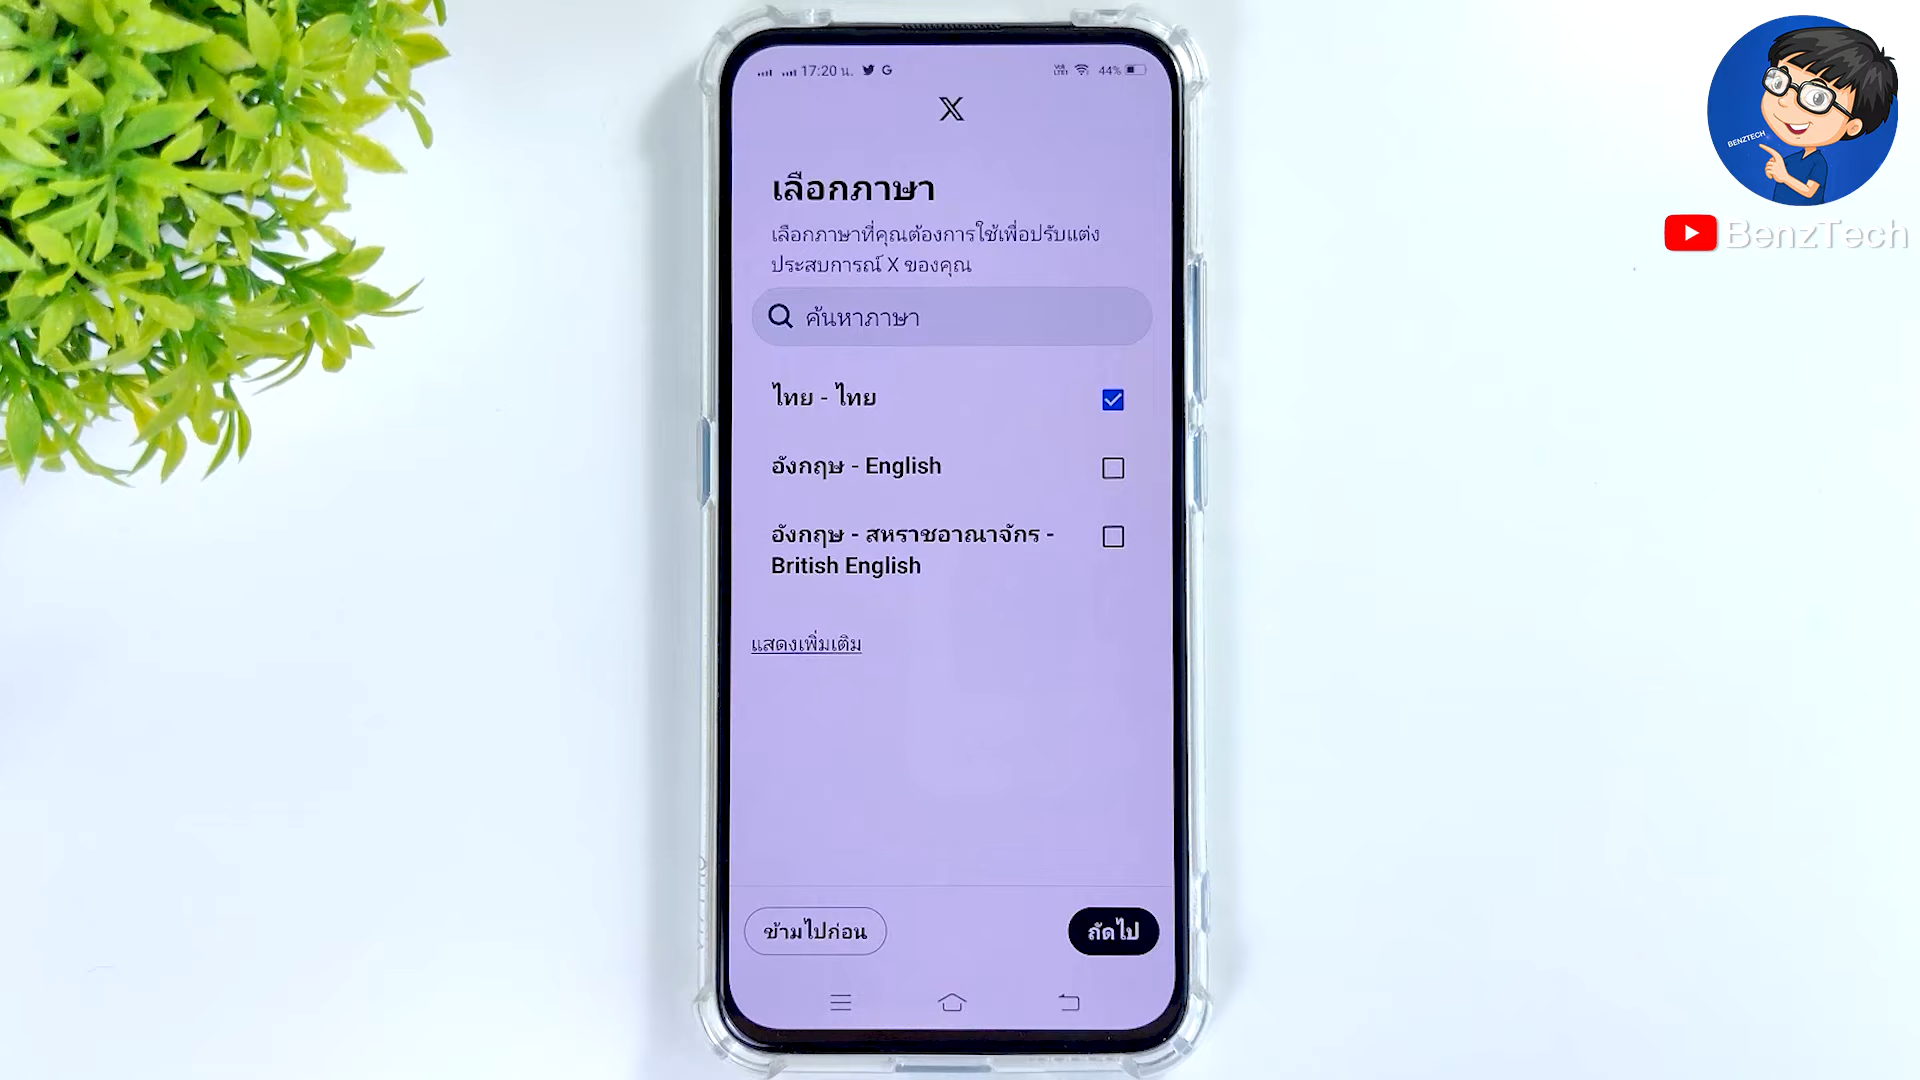 17:20 น.
44%
X
เลือกภาษา
เลือกภาษาที่คุณต้องการใช้เพื่อปรับแต่ง
ประสบการณ์ X ของคุณ
ค้นหาภาษา
ไทย - ไทย
อังกฤษ - English
อังกฤษ - สหราชอาณาจักร -
British English
แสดงเพิ่มเติม
ข้ามไปก่อน
ถัดไป
BENZTECH
BenzTech